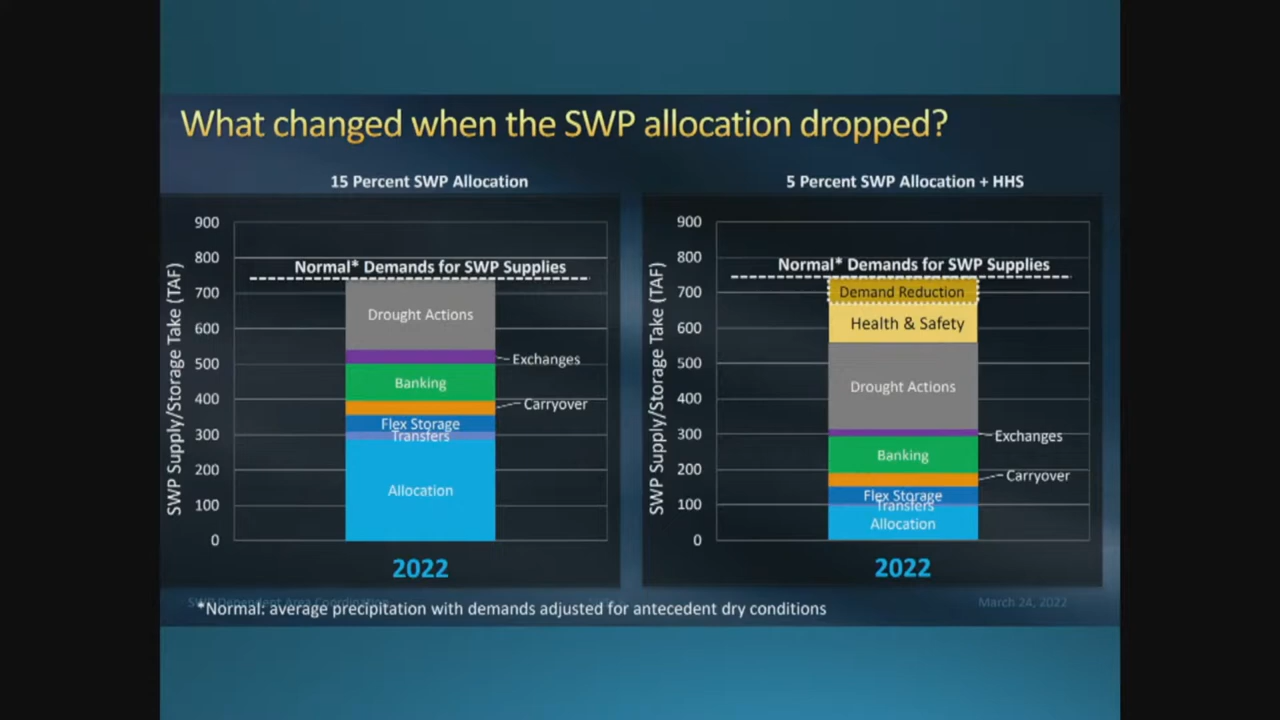 What changed when the SWP allocation dropped?
15 Percent SWP Allocation
SWP Supply/Storage Take (TAF)
900
800
700
600
500
400
300
200
100
0
Normal* Demands for SWP Supplies
Drought Actions
Exchanges
Banking
Carryover
Flex Storage
Transfers
Allocation
2022
5 Percent SWP Allocation + HHS
SWP Supply/Storage Take (TAF)
900
800
700
600
500
400
300
200
100
0
Normal* Demands for SWP Supplies
Demand Reduction
Health & Safety
Drought Actions
Exchanges
Banking
Carryover
Flex Storage
Transfers
Allocation
2022
SWP Dependent Area Coordination
March 24, 2022
*Normal: average precipitation with demands adjusted for antecedent dry conditions